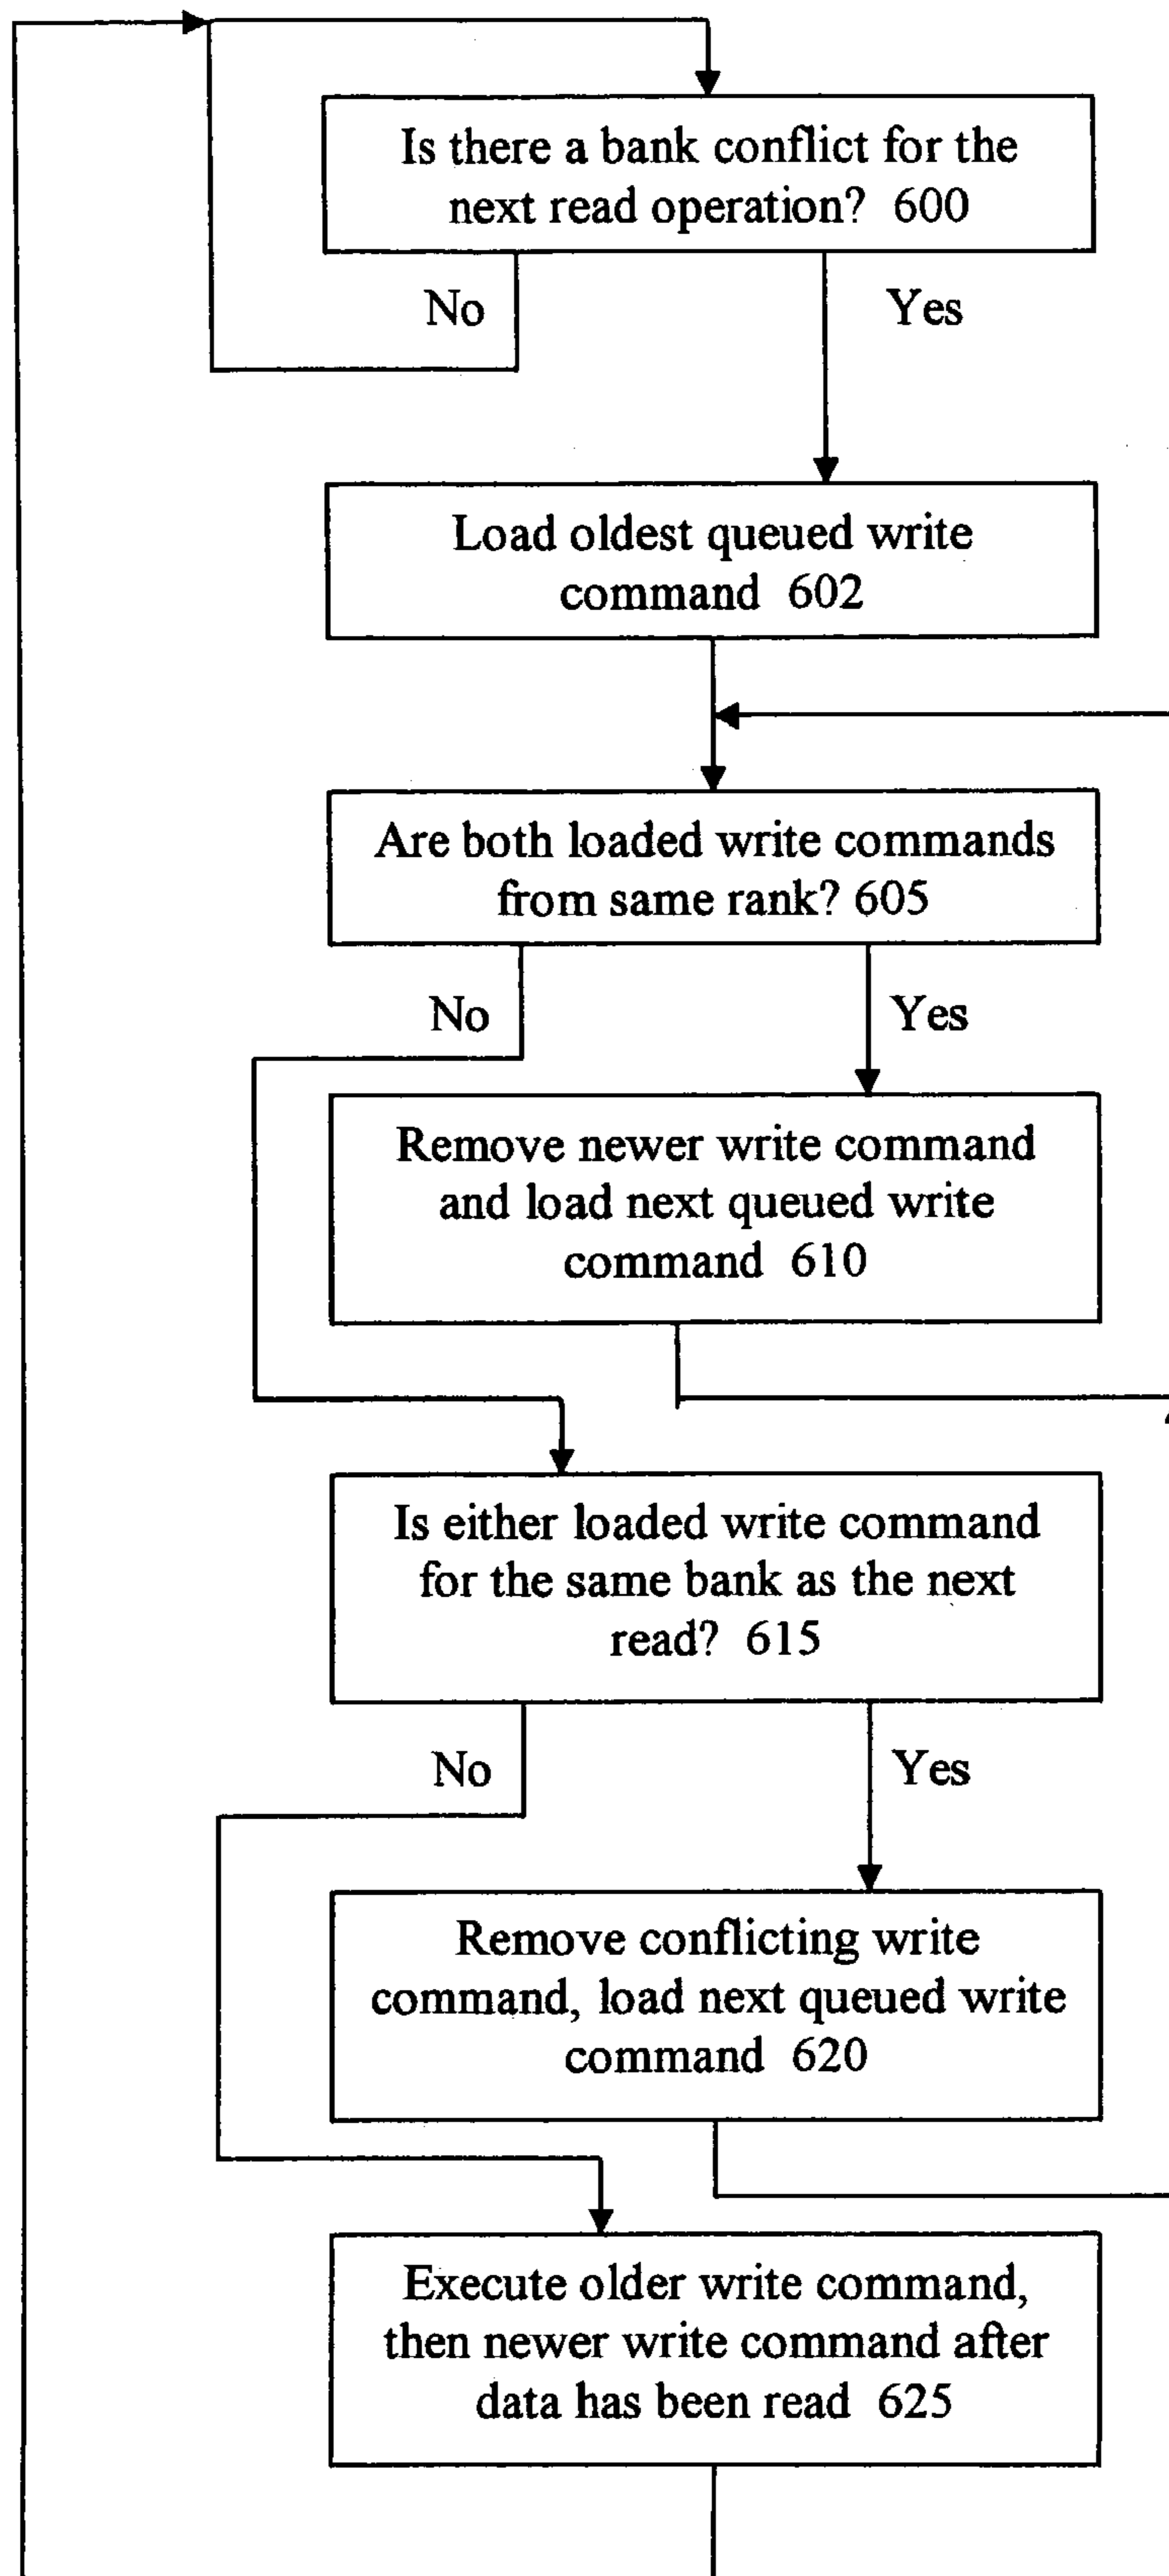 Is there a bank conflict for the
next read operation? 600
No
Yes
Load oldest queued write
command 602
Are both loaded write commands
from same rank? 605
No
Yes
Remove newer write command
and load next queued write
command 610
Is either loaded write command
for the same bank as the next
read? 615
No
Yes
Remove conflicting write
command, load next queued write
command 620
Execute older write command,
then newer write command after
data has been read 625